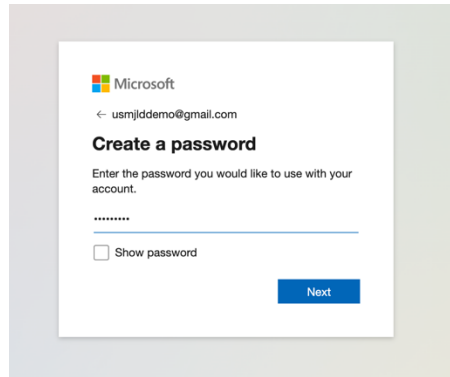 Microsoft
← usmjlddemo@gmail.com
Create a password
Enter the password you would like to use with your
account.
•••••••••
Show password
Next